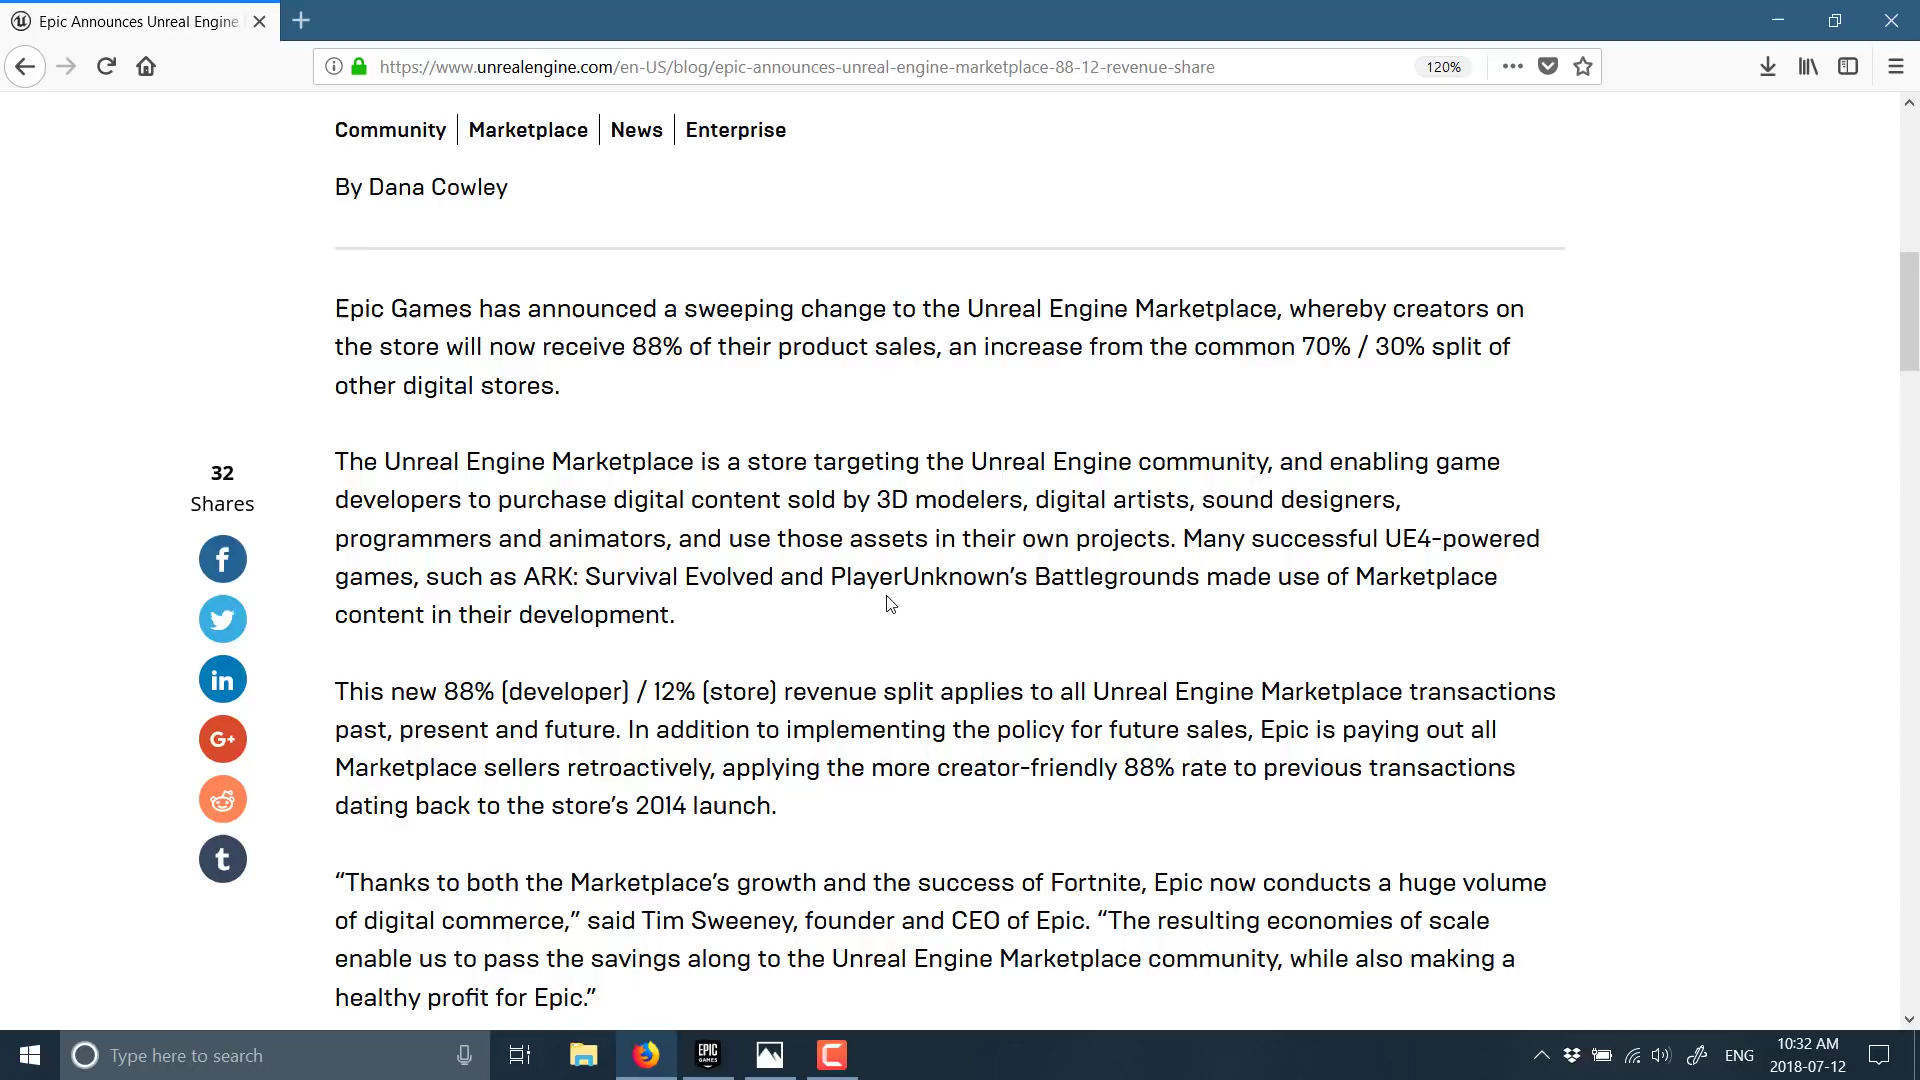 Epic Announces Unreal Engine
https://www.unrealengine.com/en-US/blog/epic-announces-unreal-engine-marketplace-88-12-revenue-share
120%
Community | Marketplace | News | Enterprise
By Dana Cowley
Epic Games has announced a sweeping change to the Unreal Engine Marketplace, whereby creators on
the store will now receive 88% of their product sales, an increase from the common 70% / 30% split of
other digital stores.
The Unreal Engine Marketplace is a store targeting the Unreal Engine community, and enabling game
developers to purchase digital content sold by 3D modelers, digital artists, sound designers,
programmers and animators, and use those assets in their own projects. Many successful UE4-powered
games, such as ARK: Survival Evolved and PlayerUnknown’s Battlegrounds made use of Marketplace
content in their development.
This new 88% (developer) / 12% (store) revenue split applies to all Unreal Engine Marketplace transactions
past, present and future. In addition to implementing the policy for future sales, Epic is paying out all
Marketplace sellers retroactively, applying the more creator-friendly 88% rate to previous transactions
dating back to the store’s 2014 launch.
“Thanks to both the Marketplace’s growth and the success of Fortnite, Epic now conducts a huge volume
of digital commerce,” said Tim Sweeney, founder and CEO of Epic. “The resulting economies of scale
enable us to pass the savings along to the Unreal Engine Marketplace community, while also making a
healthy profit for Epic.”
32
Shares
f
in
G+
t
Type here to search
EPIC
GAMES
ENG
10:32 AM
2018-07-12